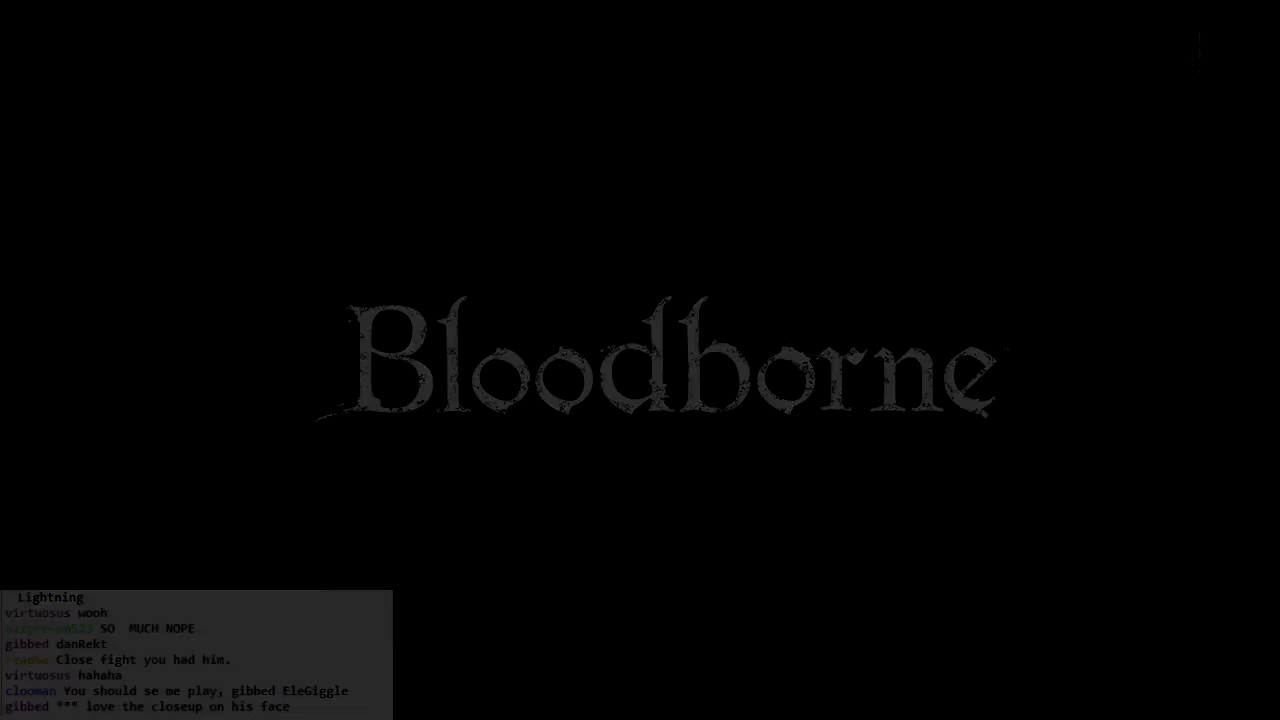 Bloodborne
Lightning
virtuosus wooh
SO MUCH NOPE
gibbed danRekt
Close fight you had him.
virtuosus hahaha
clooman You should se me play, gibbed EleGiggle
gibbed *** love the closeup on his face